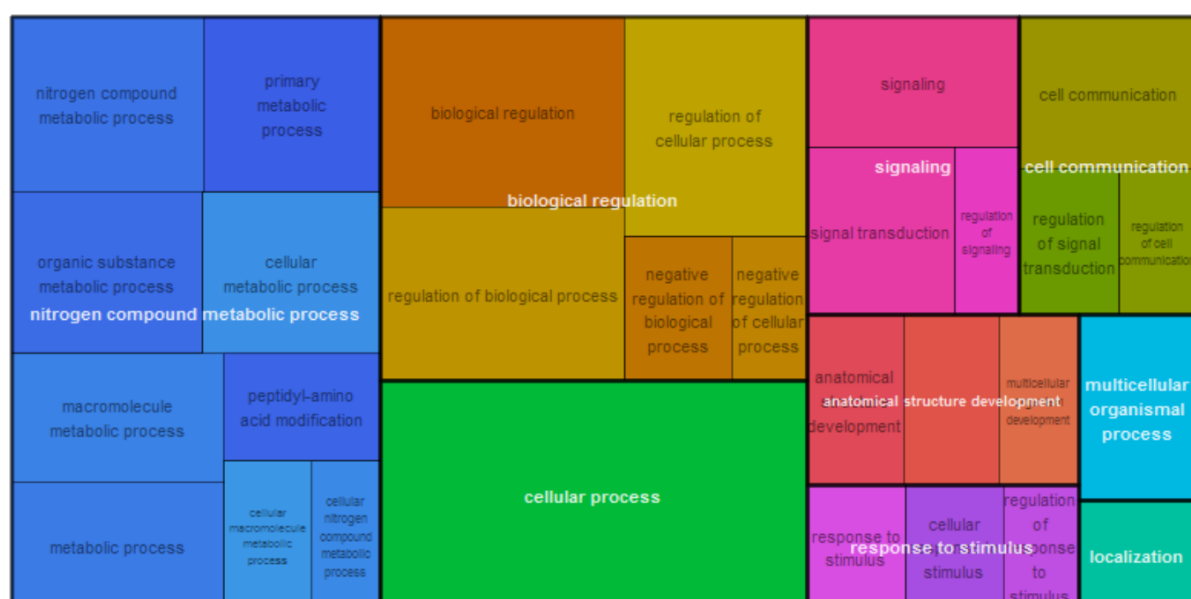 nitrogen compound
metabolic process
primary
metabolic
process
organic substance
metabolic process
cellular
metabolic process
nitrogen compound metabolic process
macromolecule
metabolic process
peptidyl-amino
acid modification
metabolic process
cellular
macromolecule
metabolic
process
cellular
nitrogen
compound
metabolic
process
biological regulation
regulation of
cellular process
biological regulation
regulation of biological process
negative
regulation of
biological
process
negative
regulation
of cellular
process
cellular process
signaling
signaling
signal transduction
regulation
of
signaling
cell communication
cell communication
regulation
of signal
transduction
regulation
of cell
communication
anatomical
structure
development
anatomical structure development
multicellular
development
multicellular
organismal
process
response to
stimulus
response to stimulus
cellular
stimulus
regulation
of
response
to
stimulus
localization